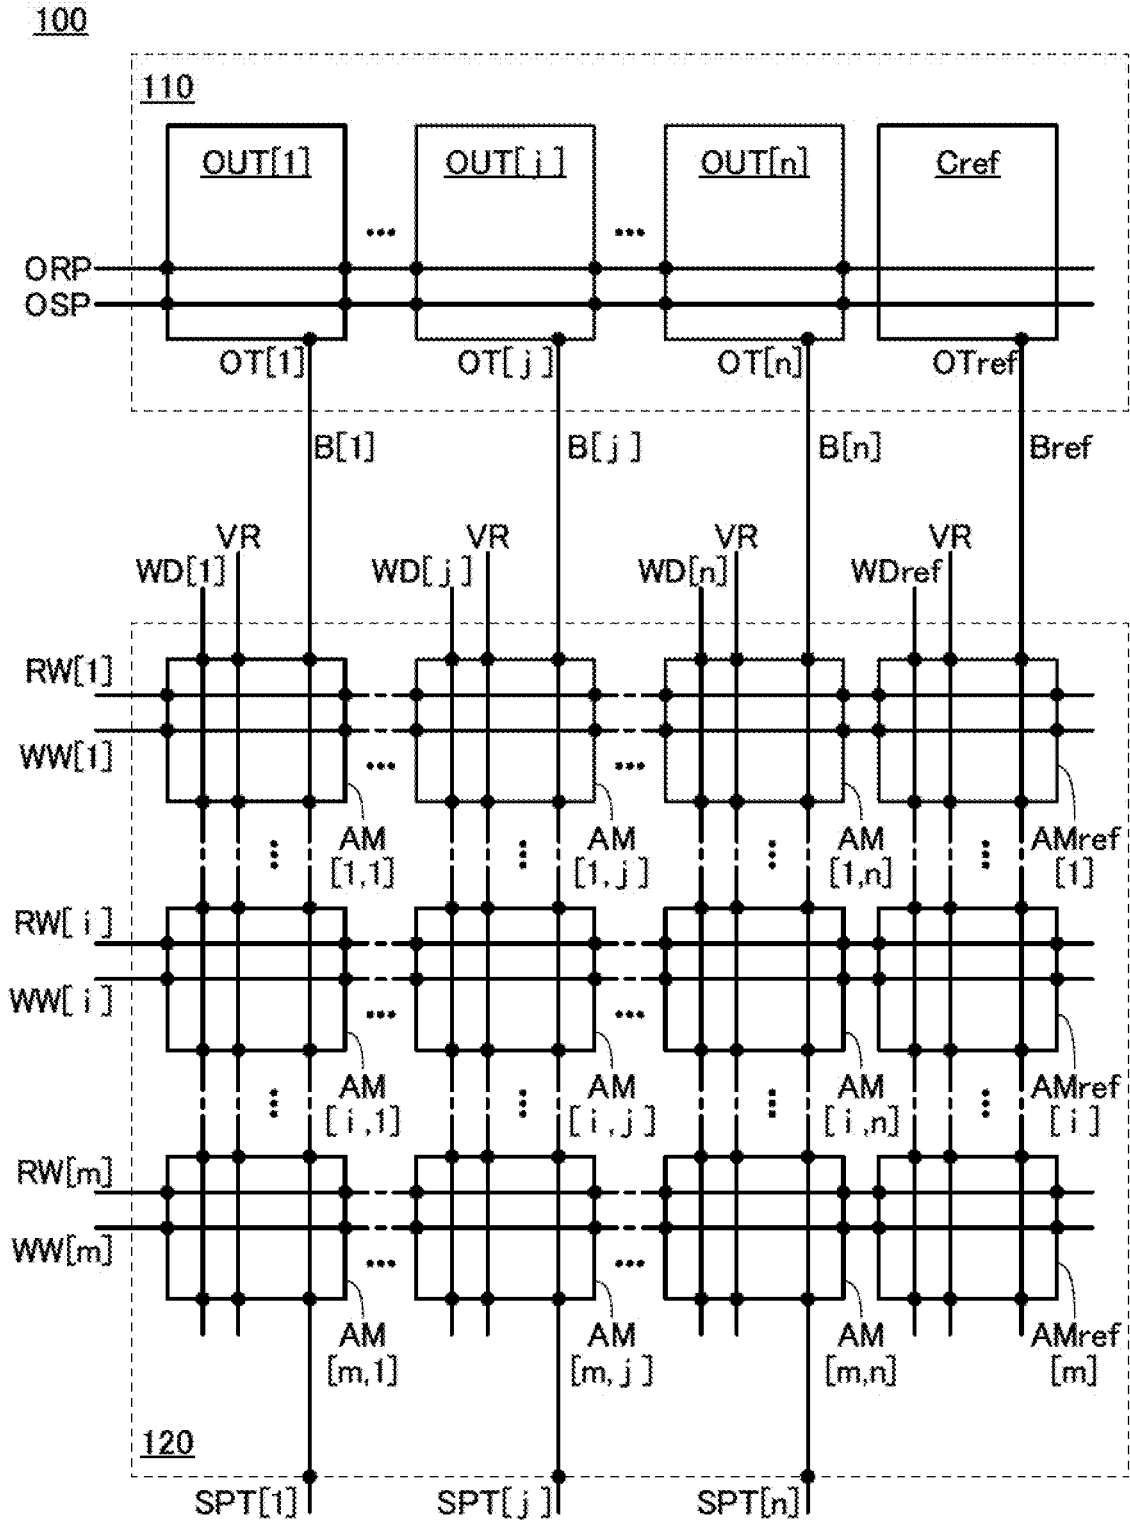 100
110
OUT[1] OUT[j] OUT[n] Cref
ORP
OSP
OT[1] OT[j] OT[n] OTref
B[1] B[j] B[n] Bref
VR VR VR VR
WD[1] WD[j] WD[n] WDref
RW[1]
WW[1]
AM AM AM AMref
[1,1] [1,j] [1,n] [1]
RW[i]
WW[i]
AM AM AM AMref
[i,1] [i,j] [i,n] [i]
RW[m]
WW[m]
AM AM AM AMref
[m,1] [m,j] [m,n] [m]
120
SPT[1] SPT[j] SPT[n]